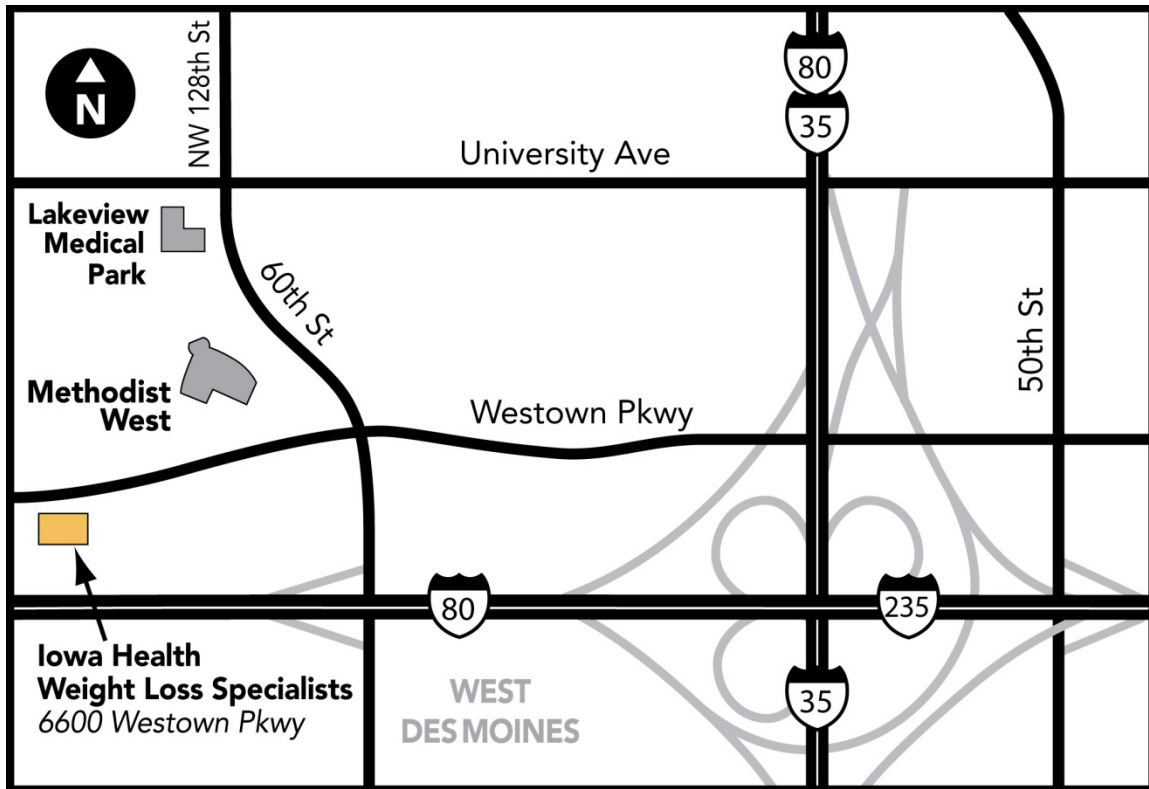 N
NW 128th St
80
35
University Ave
Lakeview
Medical
Park
60th St
50th St
Methodist
West
Westown Pkwy
80
235
Iowa Health
Weight Loss Specialists
6600 Westown Pkwy
WEST
DES MOINES
35